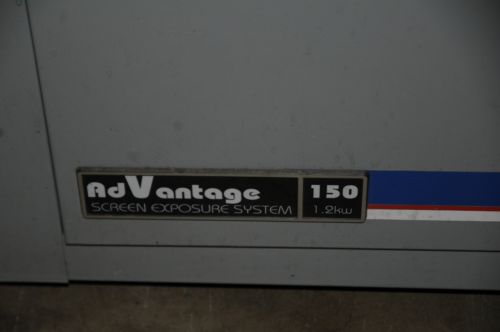 AdVantage
SCREEN EXPOSURE SYSTEM
150
1.2kw